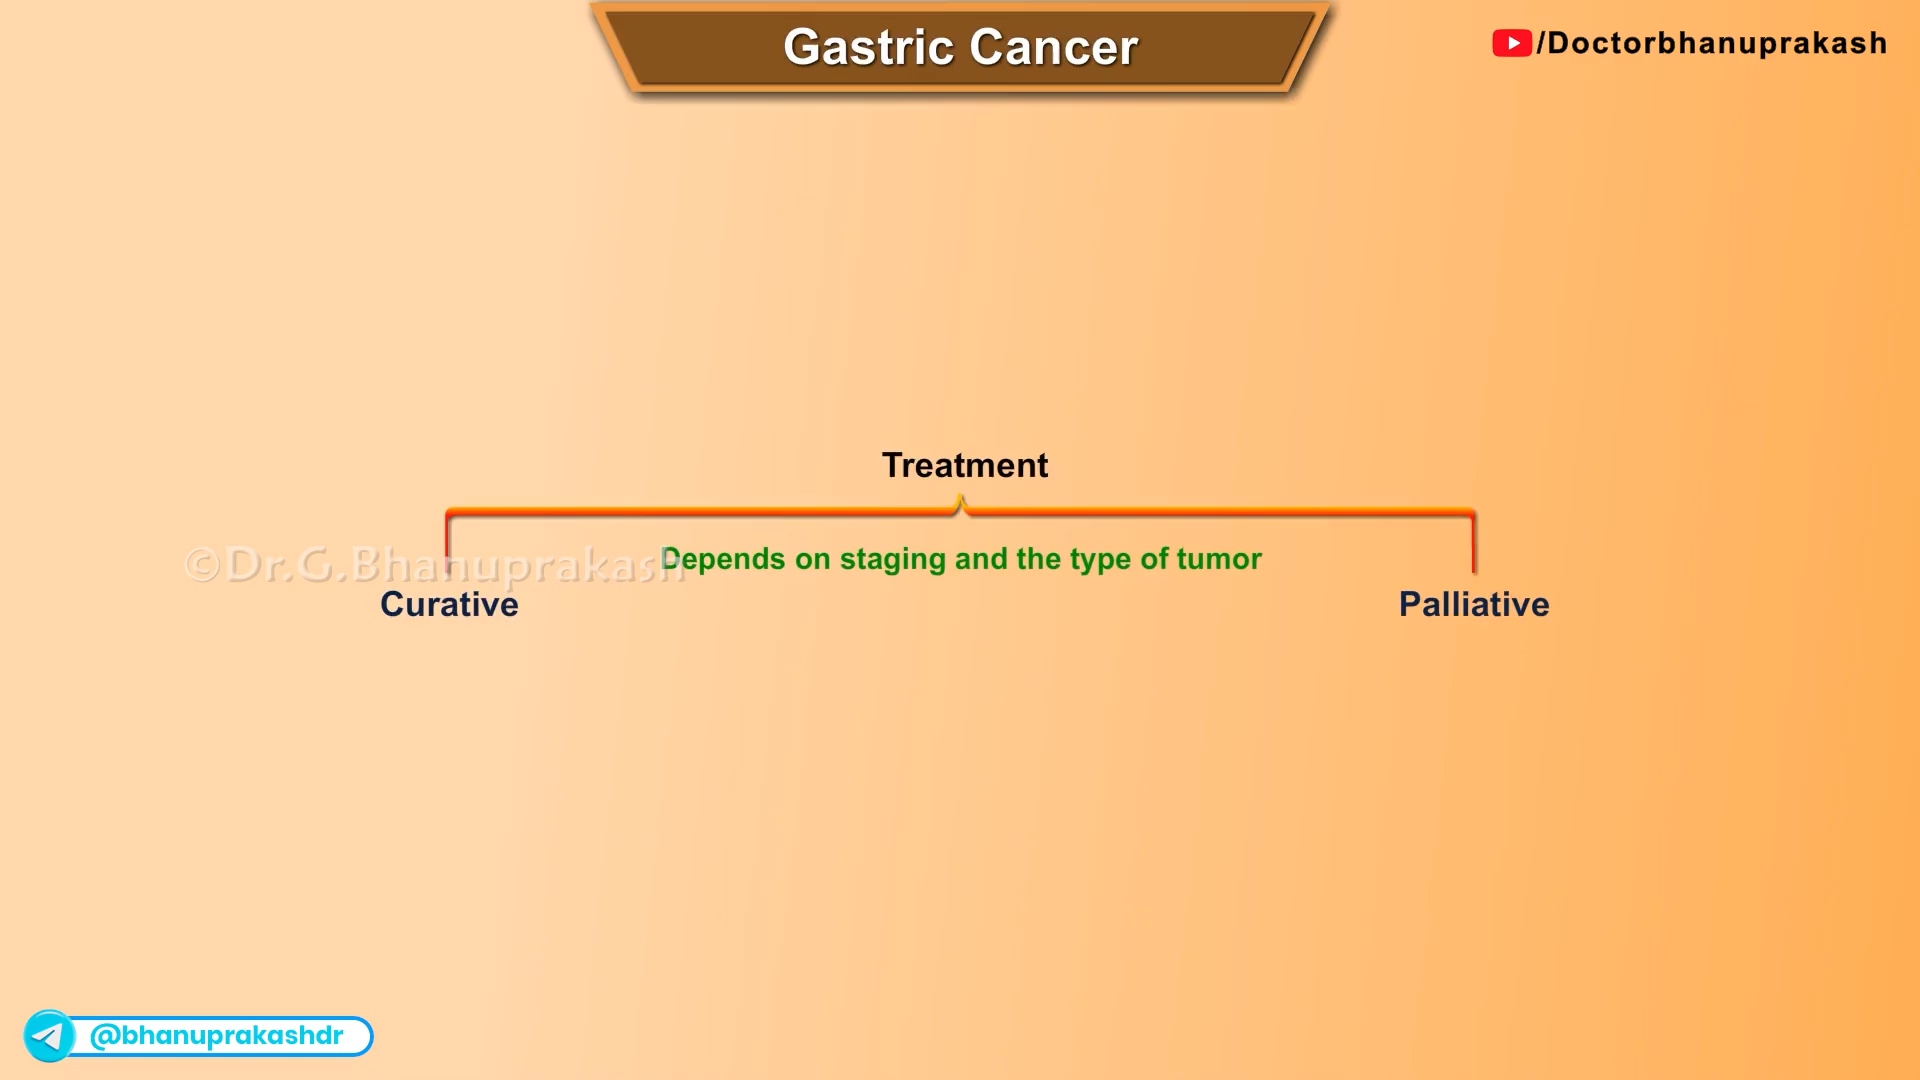 Gastric Cancer
/Doctorbhanuprakash
Treatment
Depends on staging and the type of tumor
©Dr.G.Bhanuprakash
Curative
Palliative
@bhanuprakashdr